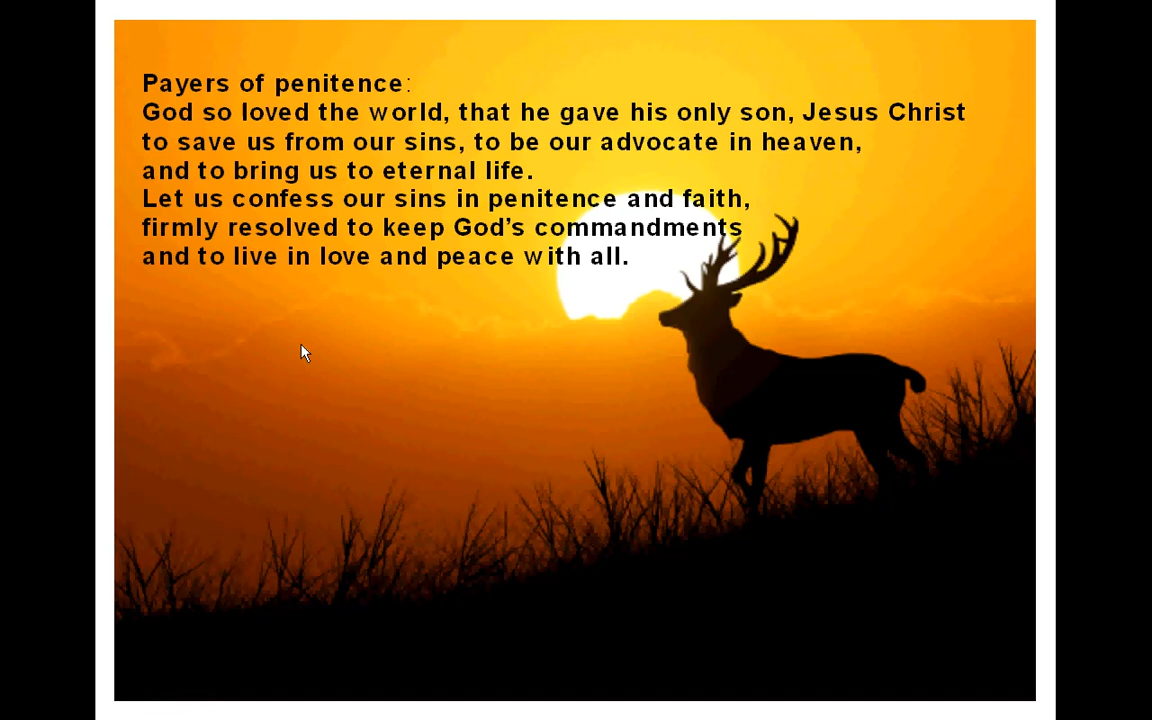 Payers of penitence:
God so loved the world, that he gave his only son, Jesus Christ
to save us from our sins, to be our advocate in heaven,
and to bring us to eternal life.
Let us confess our sins in penitence and faith,
firmly resolved to keep God’s commandments
and to live in love and peace with all.